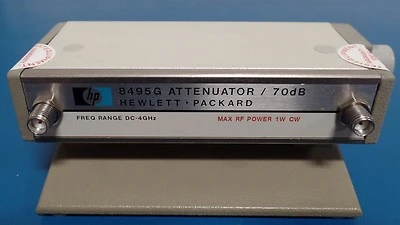 hp
8495G ATTENUATOR / 70dB
HEWLETT • PACKARD
FREQ RANGE DC-4GHz MAX RF POWER 1W CW